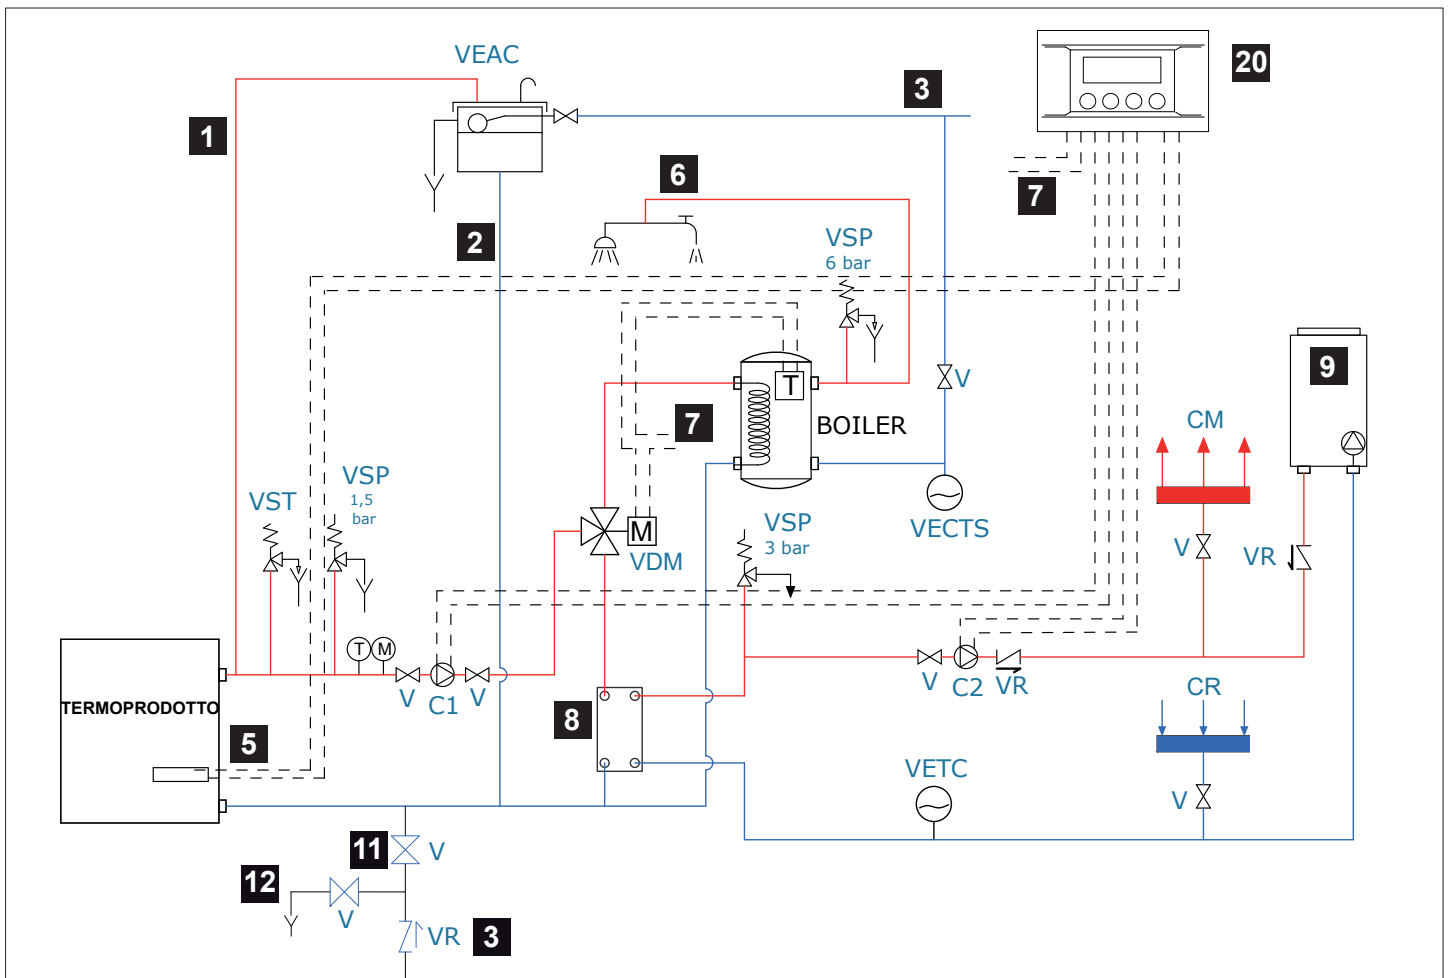 VEAC
20
3
1
6
7
2
VSP
6 bar
9
T
CM
7
BOILER
VSP
1,5
bar
VST
VECTS
VSP
3 bar
M
VDM
V
V
VR
T
M
TERMOPRODOTTO
V
C1
V
8
V
C2
VR
CR
5
VETC
V
11
V
12
V
VR
3